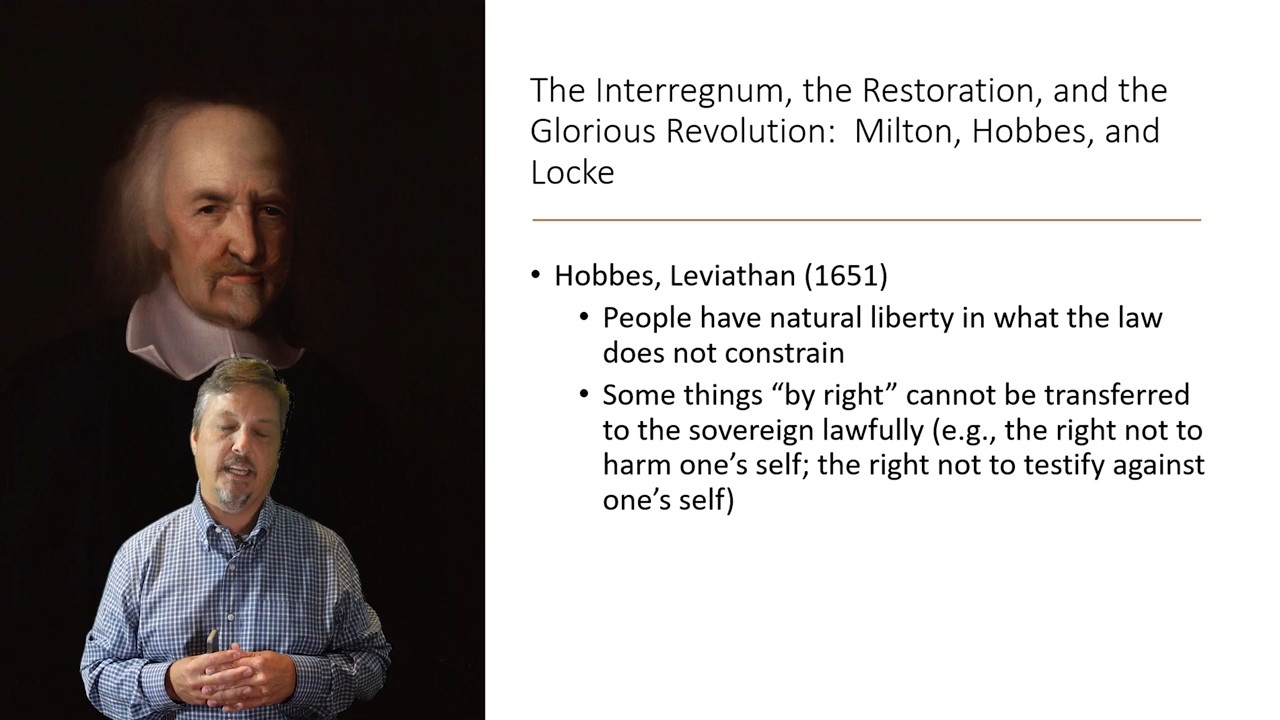 The Interregnum, the Restoration, and the
Glorious Revolution:  Milton, Hobbes, and
Locke
• Hobbes, Leviathan (1651)
• People have natural liberty in what the law
does not constrain
• Some things “by right” cannot be transferred
to the sovereign lawfully (e.g., the right not to
harm one’s self; the right not to testify against
one’s self)